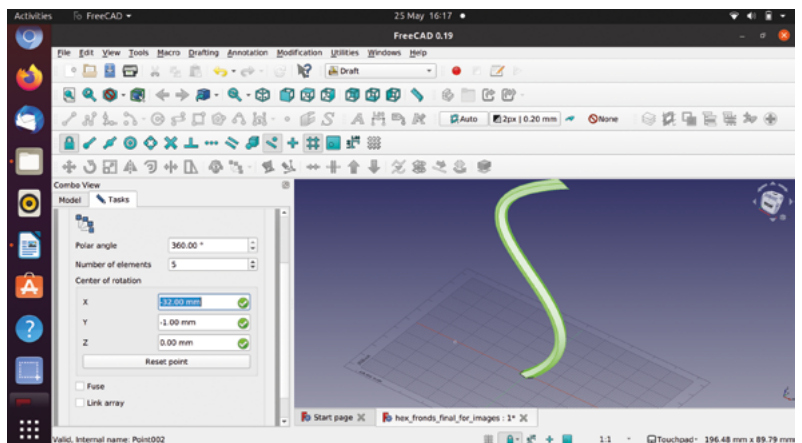 Activities FreeCAD 25 May 16:17
FreeCAD 0.19
File Edit View Tools Macro Drafting Annotation Modification Utilities Windows Help
Draft
Auto 2px | 0.20 mm None
Combo View
Model Tasks
Polar angle 360.00 °
Number of elements 5
Center of rotation
X -32.00 mm
Y -1.00 mm
Z 0.00 mm
Reset point
Fuse
Link array
Start page hex_fronds_final_for_images : 1*
Valid, Internal name: Point002 1:1 Touchpad 196.48 mm x 89.79 mm